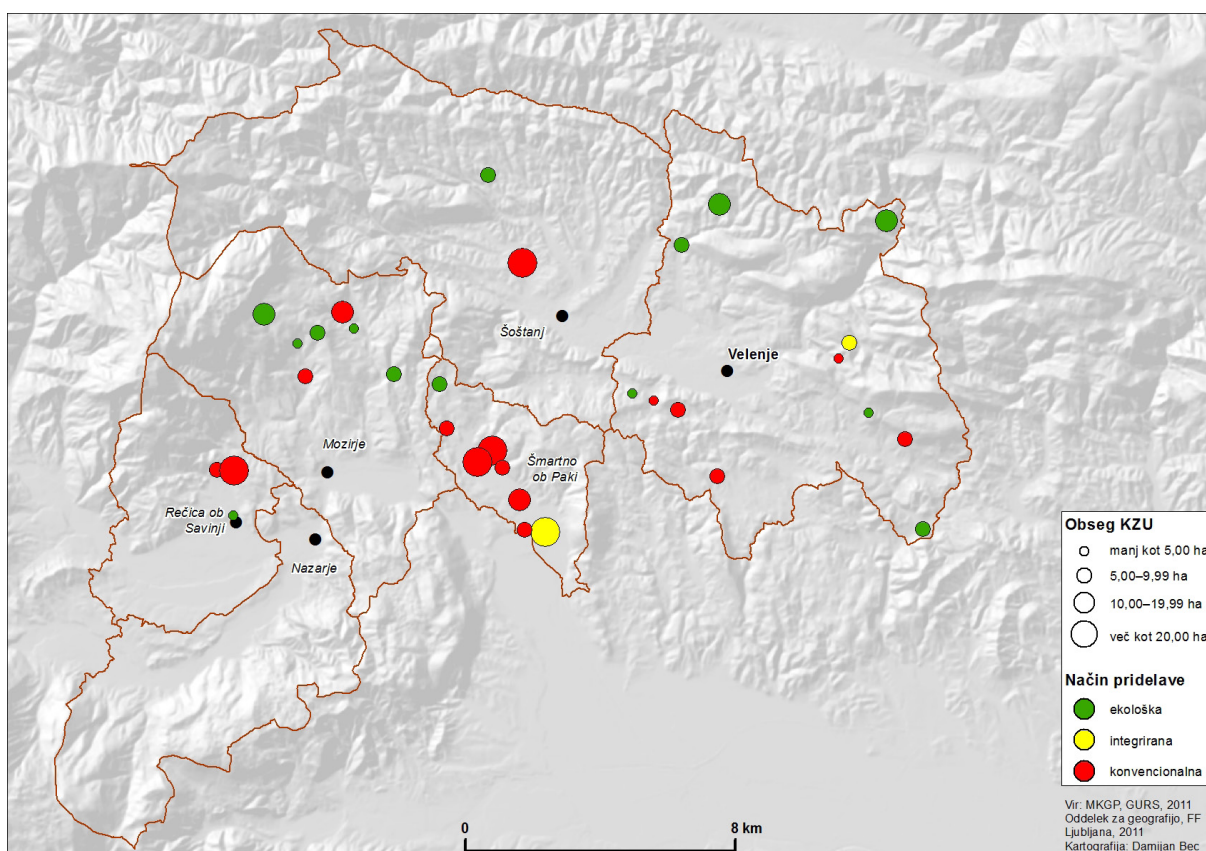 Šoštanj
Velenje
Mozirje
Šmartno
ob Paki
Rečica ob
Savinji
Nazarje
Obseg KZU
manj kot 5,00 ha
5,00–9,99 ha
10,00–19,99 ha
več kot 20,00 ha
Način pridelave
ekološka
integrirana
konvencionalna
Vir: MKGP, GURS, 2011
Oddelek za geografijo, FF
Ljubljana, 2011
Kartografija: Damijan Bec
0 8 km